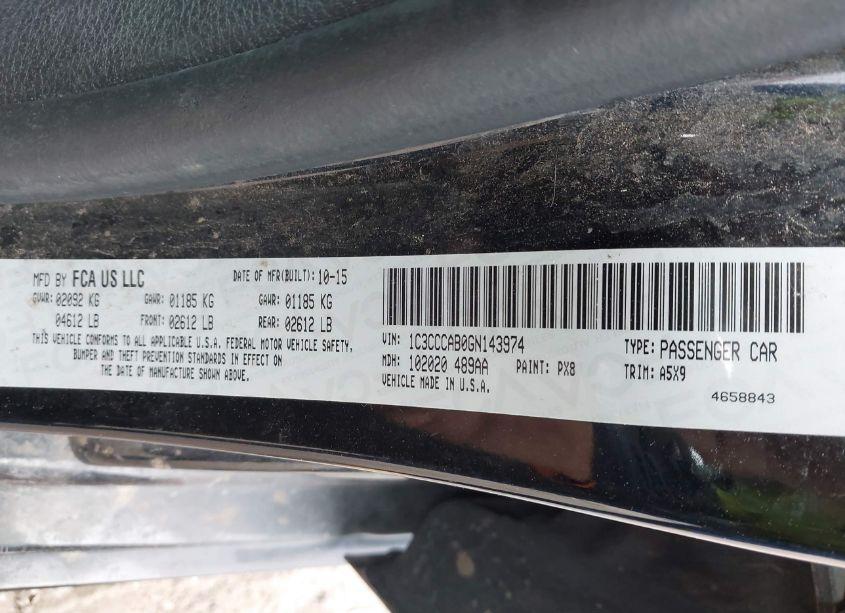 MFD BY FCA US LLC DATE OF MFR(BUILT): 10-15
GVWR: 02092 KG GAWR: 01185 KG GAWR: 01185 KG
04612 LB FRONT: 02612 LB REAR: 02612 LB
THIS VEHICLE CONFORMS TO ALL APPLICABLE U.S.A. FEDERAL MOTOR VEHICLE SAFETY,
BUMPER AND THEFT PREVENTION STANDARDS IN EFFECT ON
THE DATE OF MANUFACTURE SHOWN ABOVE.
VIN: 1C3CCCAB0GN143974 TYPE: PASSENGER CAR
MDH: 102020 489AA PAINT: PX8 TRIM: A5X9
VEHICLE MADE IN U.S.A.
4658843